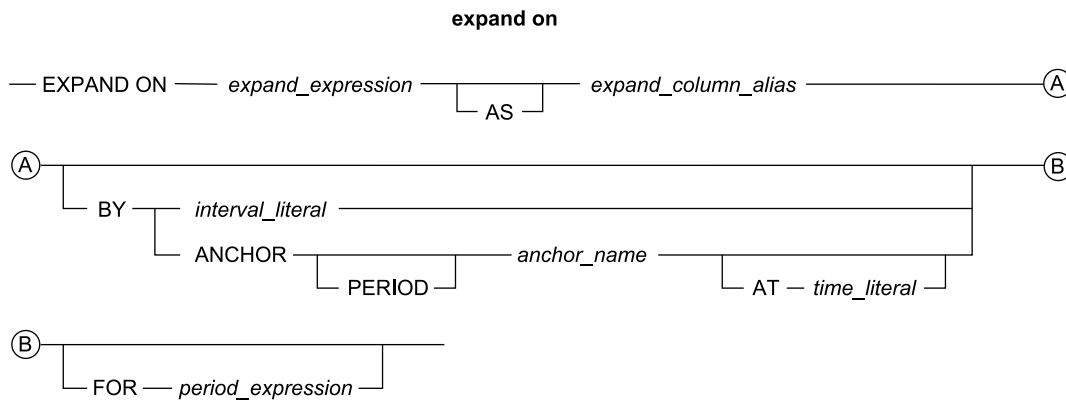 expand on
EXPAND ON expand_expression expand_column_alias A
AS
A B
BY interval_literal
ANCHOR anchor_name
PERIOD AT time_literal
B
FOR period_expression